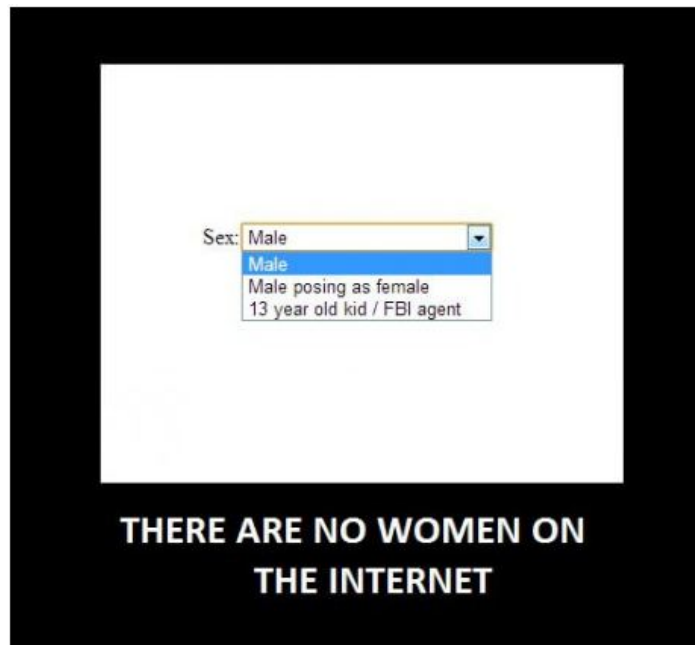 Sex: Male
Male
Male posing as female
13 year old kid / FBI agent
THERE ARE NO WOMEN ON
THE INTERNET